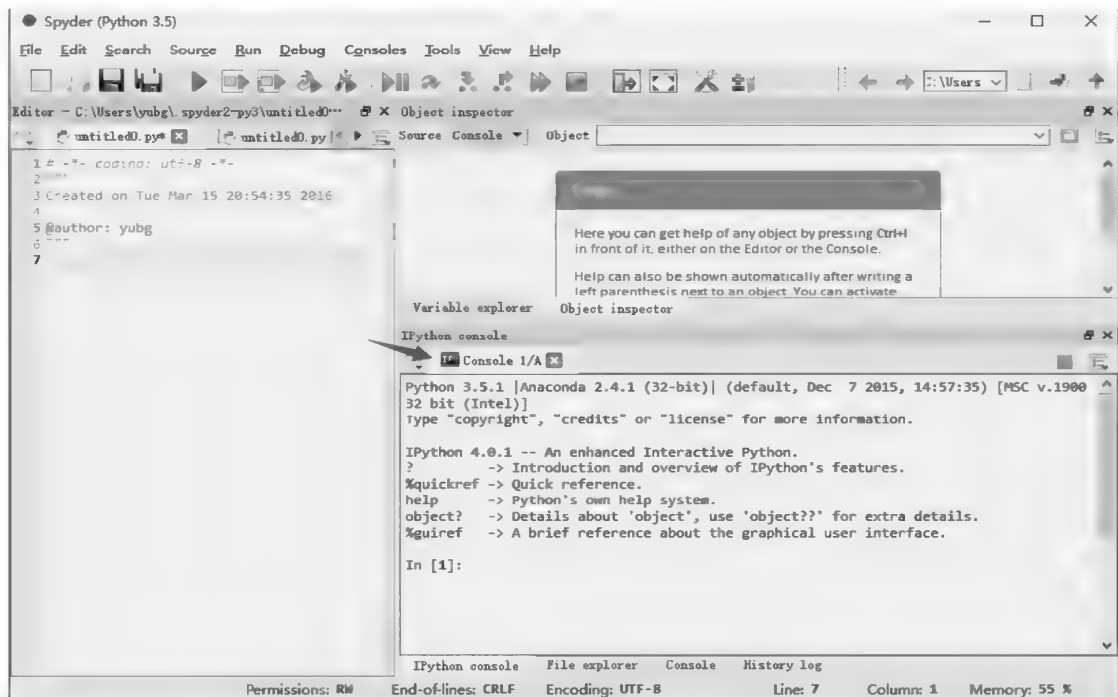 Spyder (Python 3.5)
File Edit Search Source Run Debug Consoles Tools View Help
:\Users
Editor - C:\Users\yubg\.spyder2-py3\untitled0...
untitled0.py* untitled0.py
1 # -*- coding: utf-8 -*-
2 """
3 Created on Tue Mar 15 20:54:35 2016
4
5 @author: yubg
6 """
7
Object inspector
Source Console Object
Here you can get help of any object by pressing Ctrl+I
in front of it, either on the Editor or the Console.
Help can also be shown automatically after writing a
left parenthesis next to an object. You can activate
Variable explorer Object inspector
IPython console
Console 1/A
Python 3.5.1 |Anaconda 2.4.1 (32-bit)| (default, Dec 7 2015, 14:57:35) [MSC v.1900
32 bit (Intel)]
Type "copyright", "credits" or "license" for more information.
IPython 4.0.1 -- An enhanced Interactive Python.
? -> Introduction and overview of IPython's features.
%quickref -> Quick reference.
help -> Python's own help system.
object? -> Details about 'object', use 'object??' for extra details.
%guiref -> A brief reference about the graphical user interface.
In [1]:
IPython console File explorer Console History log
Permissions: RW End-of-lines: CRLF Encoding: UTF-8 Line: 7 Column: 1 Memory: 55 %